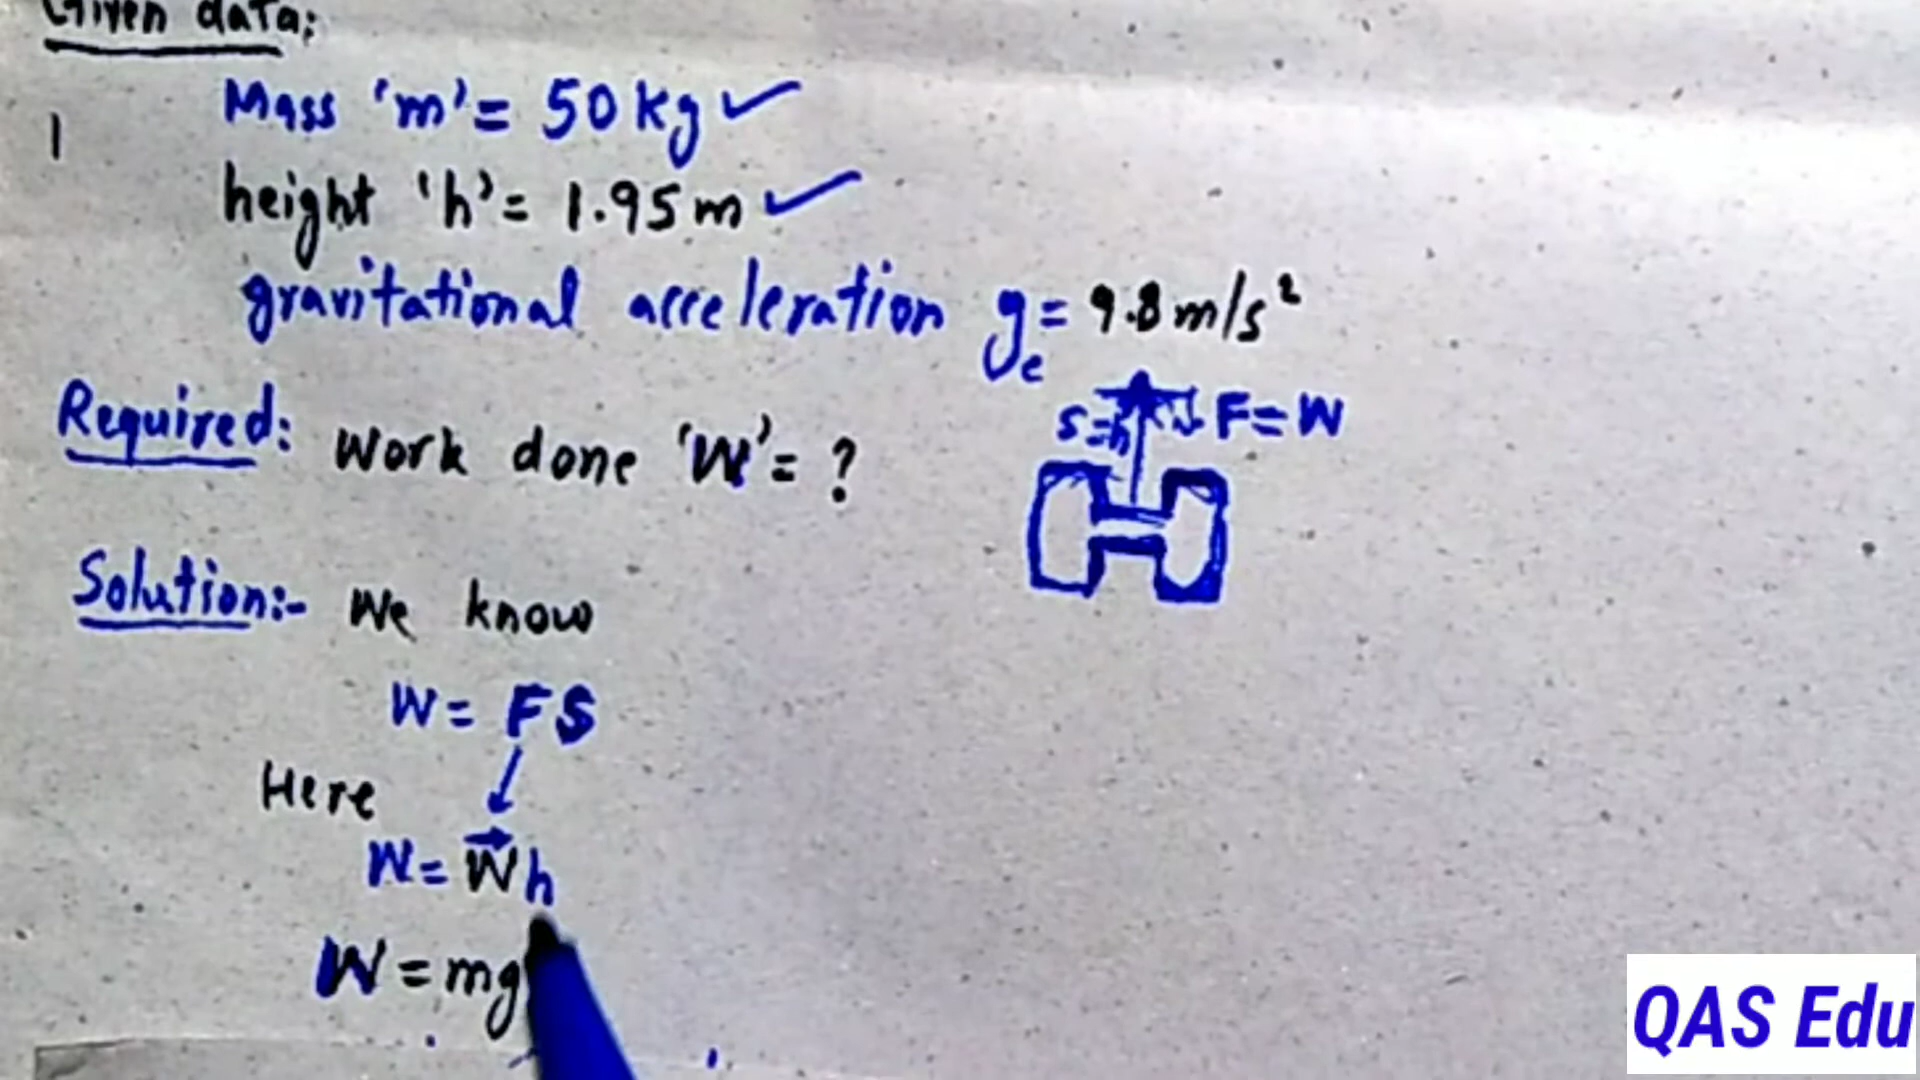 Given data:
Mass 'm' = 50 kg
1
height 'h' = 1.95 m
gravitational acceleration ge = 9.8 m/s²
Required: Work done 'W' = ?
S=h F=W
Solution:- We know
W = FS
Here
W = W⃗h
W = mg
QAS Edu